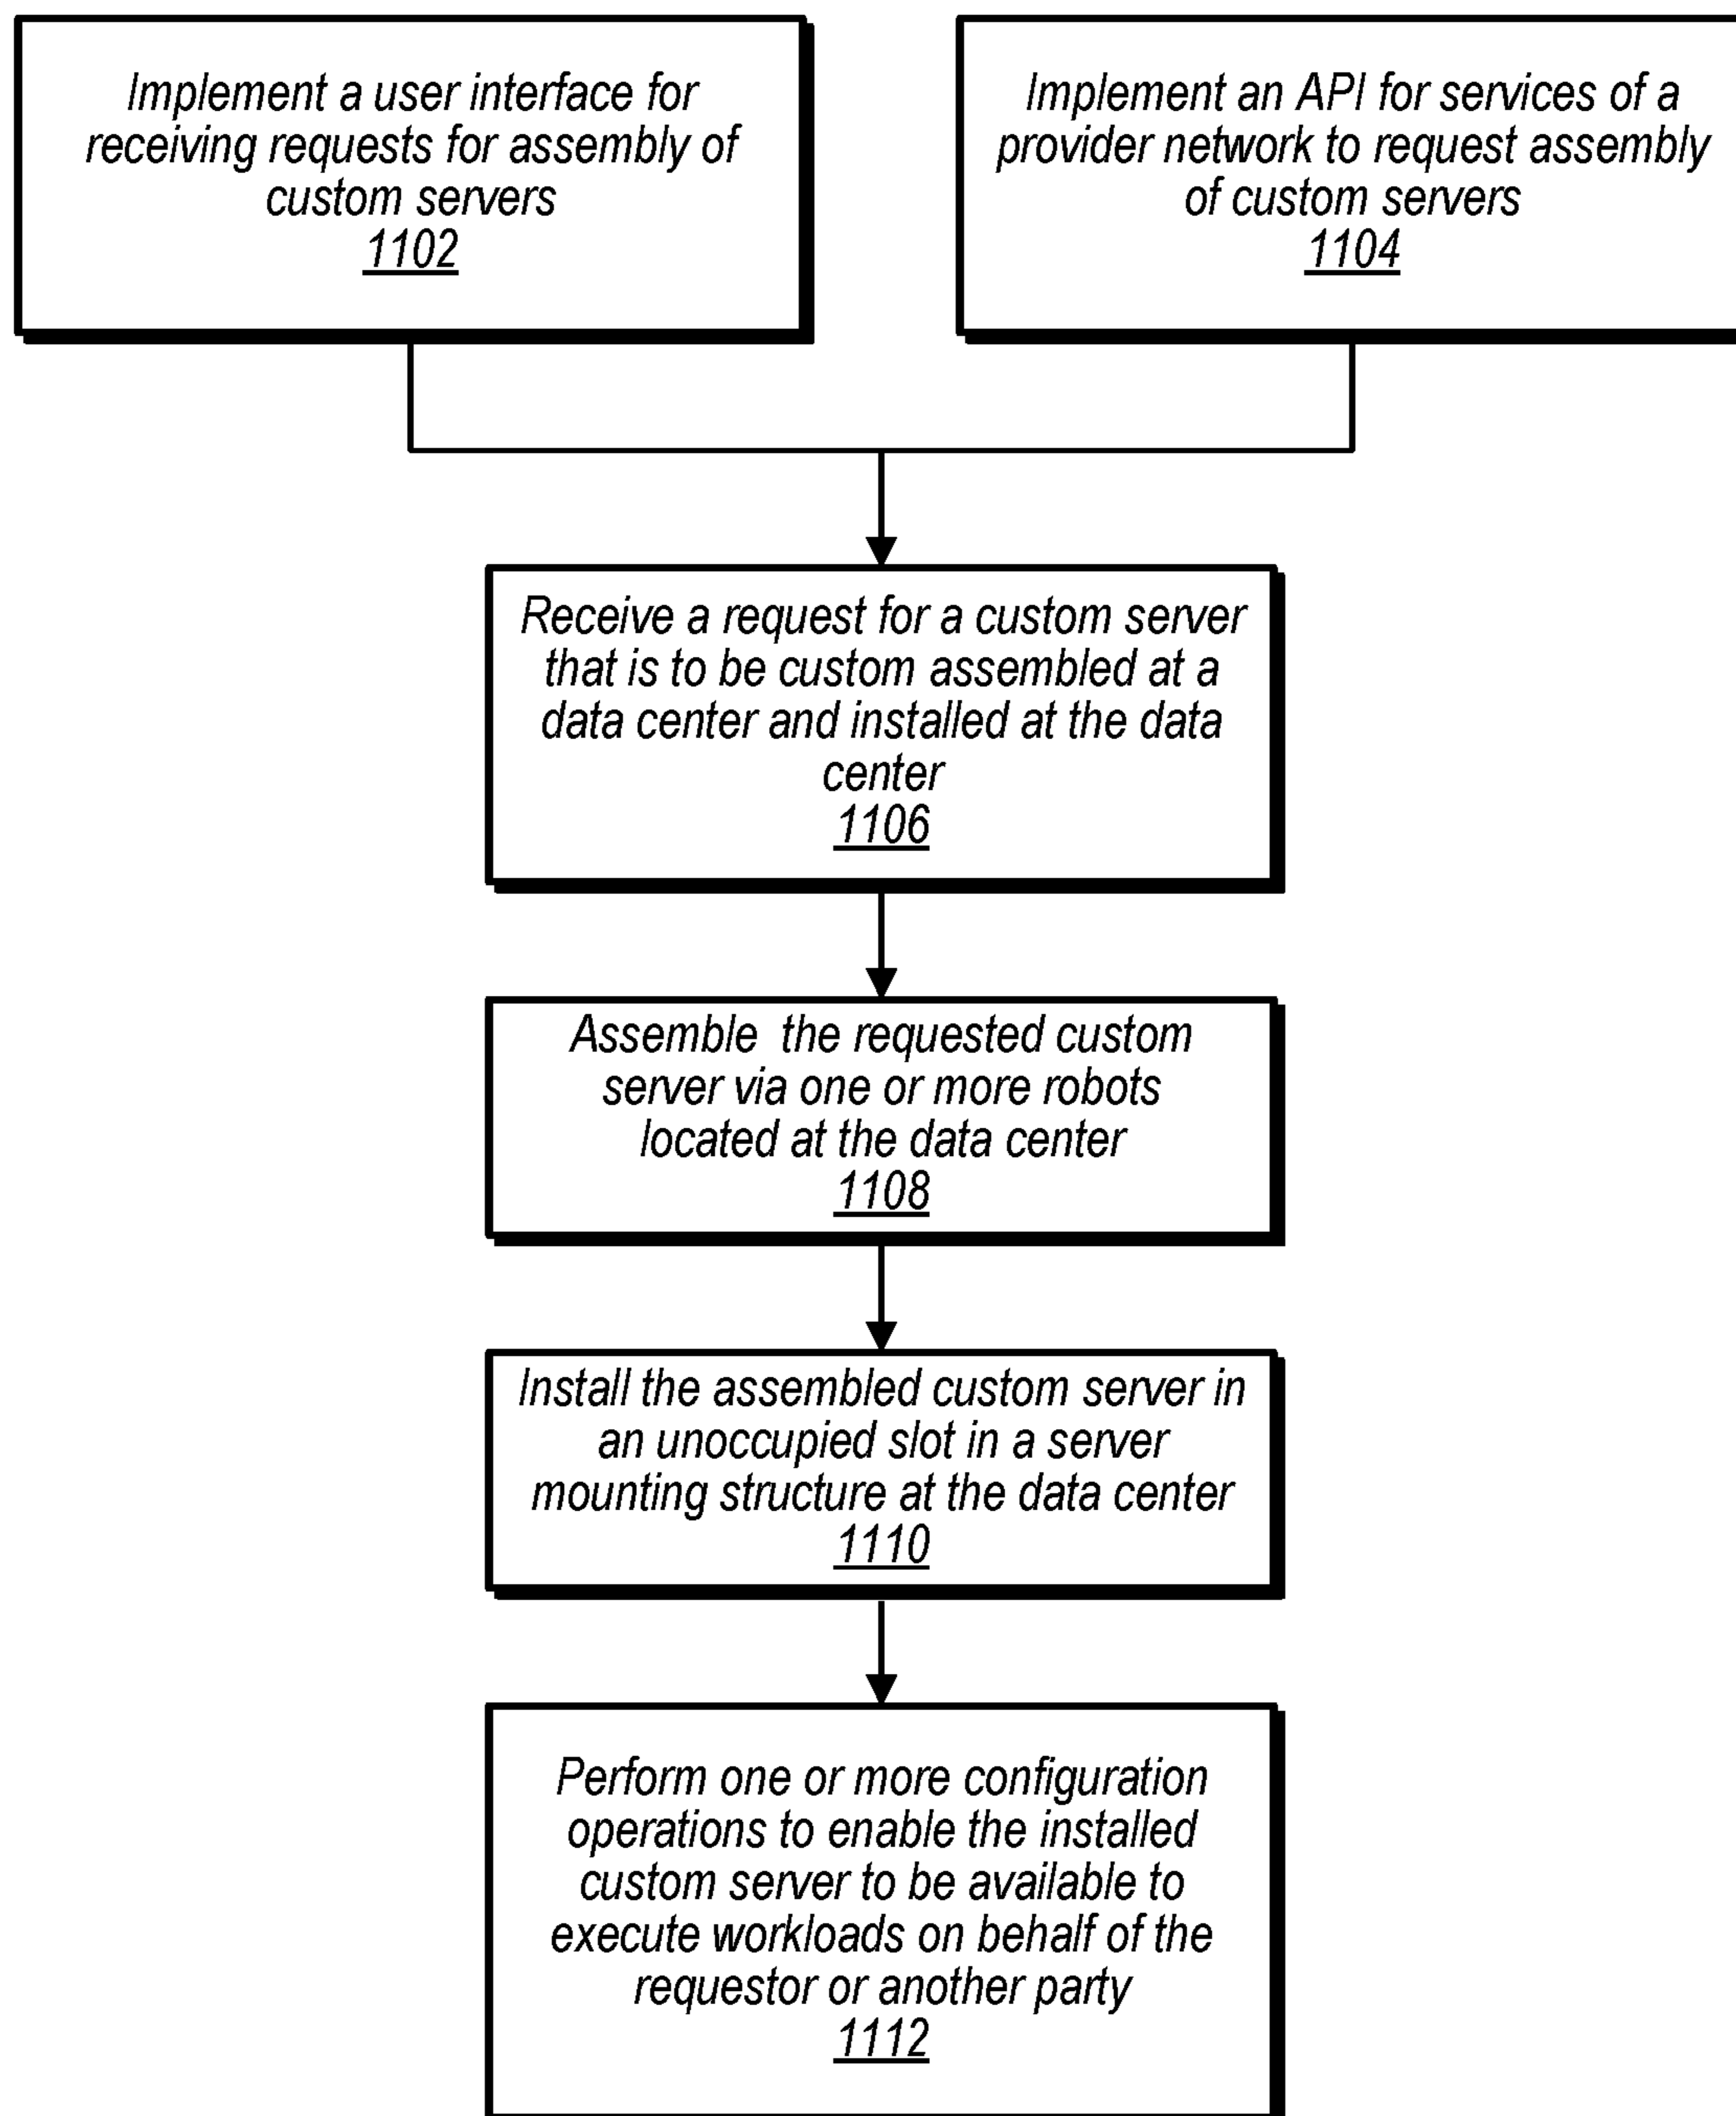 Implement a user interface for
receiving requests for assembly of
custom servers
1102
Implement an API for services of a
provider network to request assembly
of custom servers
1104
Receive a request for a custom server
that is to be custom assembled at a
data center and installed at the data
center
1106
Assemble the requested custom
server via one or more robots
located at the data center
1108
Install the assembled custom server in
an unoccupied slot in a server
mounting structure at the data center
1110
Perform one or more configuration
operations to enable the installed
custom server to be available to
execute workloads on behalf of the
requestor or another party
1112